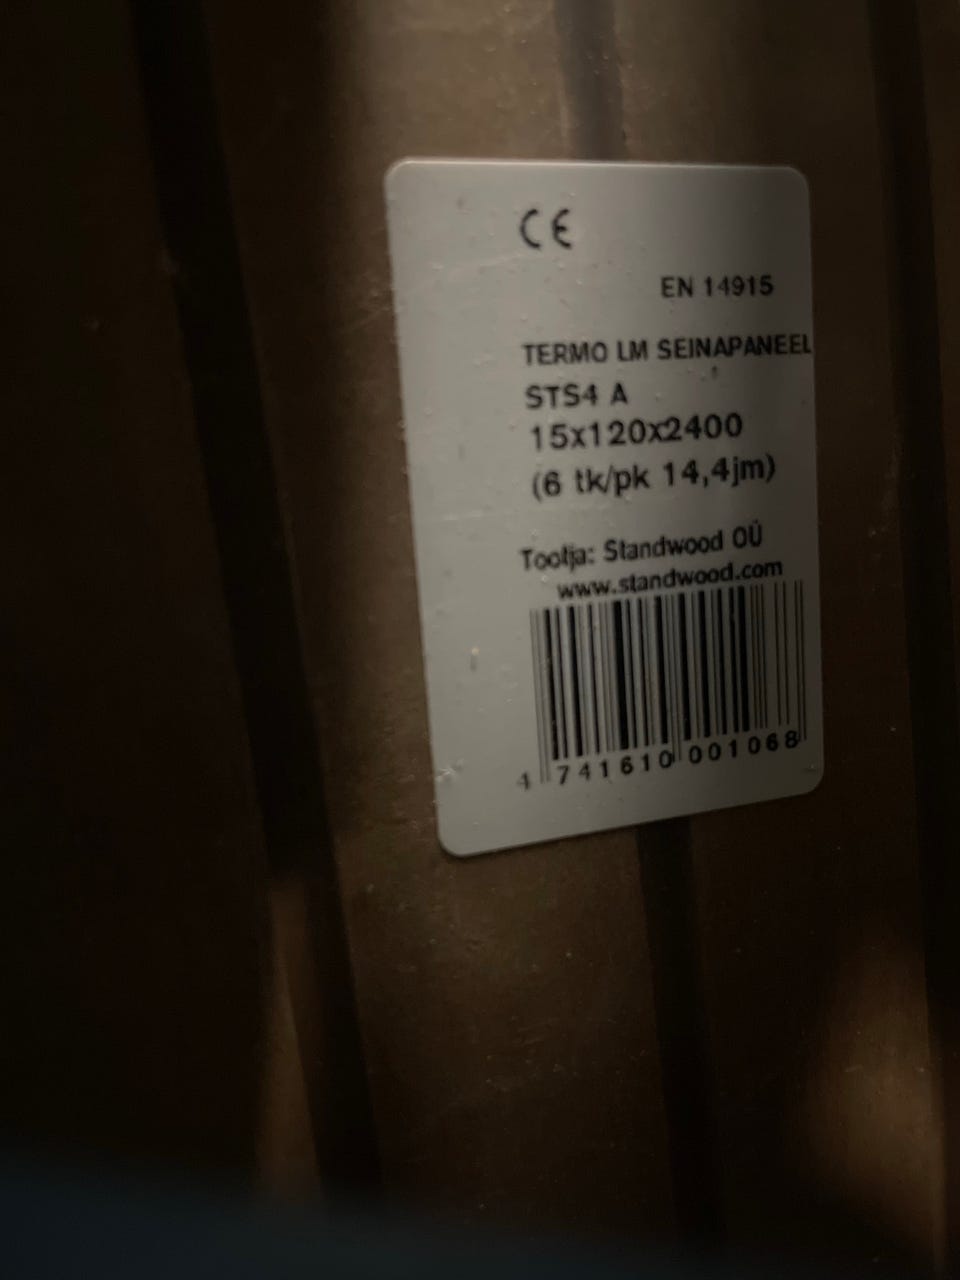 CE
EN 14915
TERMO LM SEINAPANEEL
STS4 A
15x120x2400
(6 tk/pk 14,4jm)
Tootja: Standwood OÜ
www.standwood.com
4 741610 001068